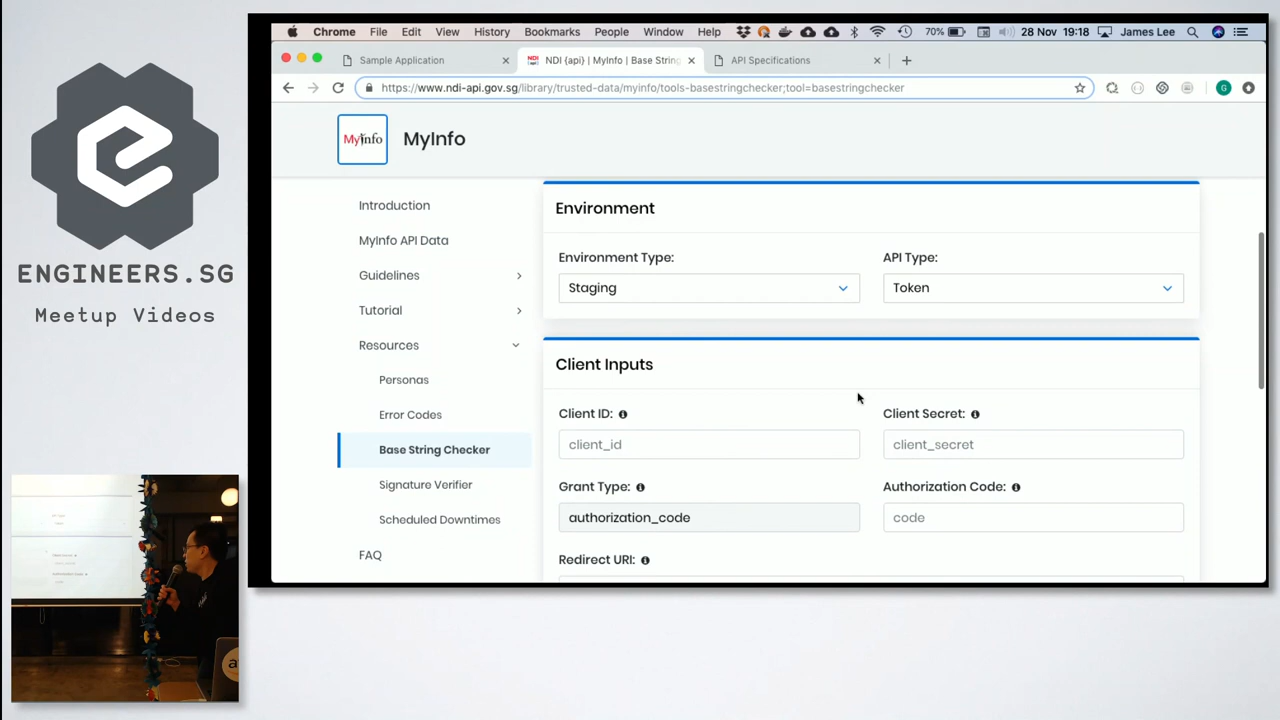 ENGINEERS.SG
Meetup Videos
Chrome File Edit View History Bookmarks People Window Help 70% 28 Nov 19:18 James Lee
Sample Application
NDI NDI {api} | MyInfo | Base String
API Specifications
https://www.ndi-api.gov.sg/library/trusted-data/myinfo/tools-basestringchecker;tool=basestringchecker
G
MyInfo MyInfo
Introduction
MyInfo API Data
Guidelines
Tutorial
Resources
Personas
Error Codes
Base String Checker
Signature Verifier
Scheduled Downtimes
FAQ
Environment
Environment Type: API Type:
Staging Token
Client Inputs
Client ID: Client Secret:
client_id client_secret
Grant Type: Authorization Code:
authorization_code code
Redirect URI: